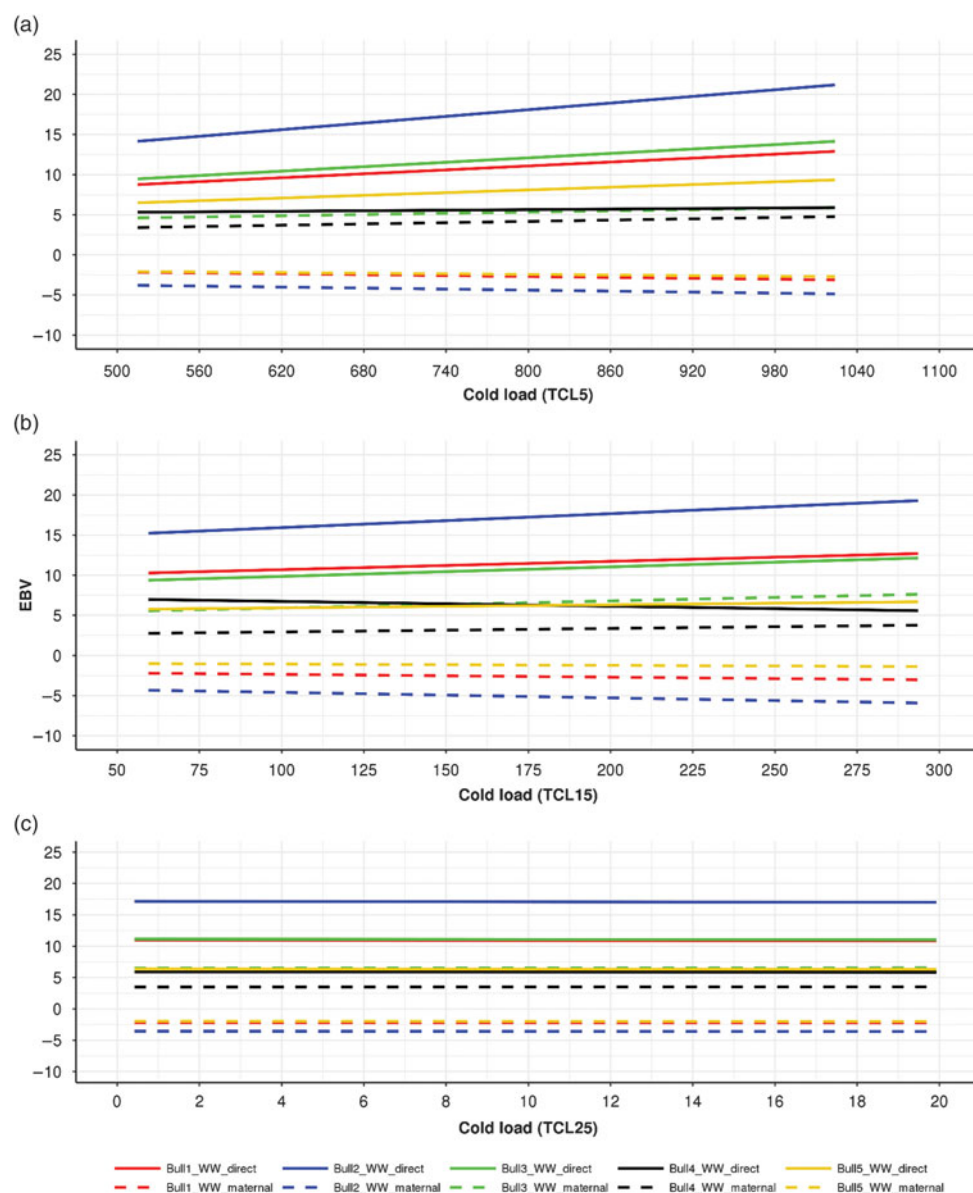 (a)
25
20
15
10
5
0
−5
−10
500 560 620 680 740 800 860 920 980 1040 1100
Cold load (TCL5)
(b)
25
20
15
10
5
0
−5
−10
EBV
50 75 100 125 150 175 200 225 250 275 300
Cold load (TCL15)
(c)
25
20
15
10
5
0
−5
−10
0 2 4 6 8 10 12 14 16 18 20
Cold load (TCL25)
Bull1_WW_direct Bull2_WW_direct Bull3_WW_direct Bull4_WW_direct Bull5_WW_direct
Bull1_WW_maternal Bull2_WW_maternal Bull3_WW_maternal Bull4_WW_maternal Bull5_WW_maternal